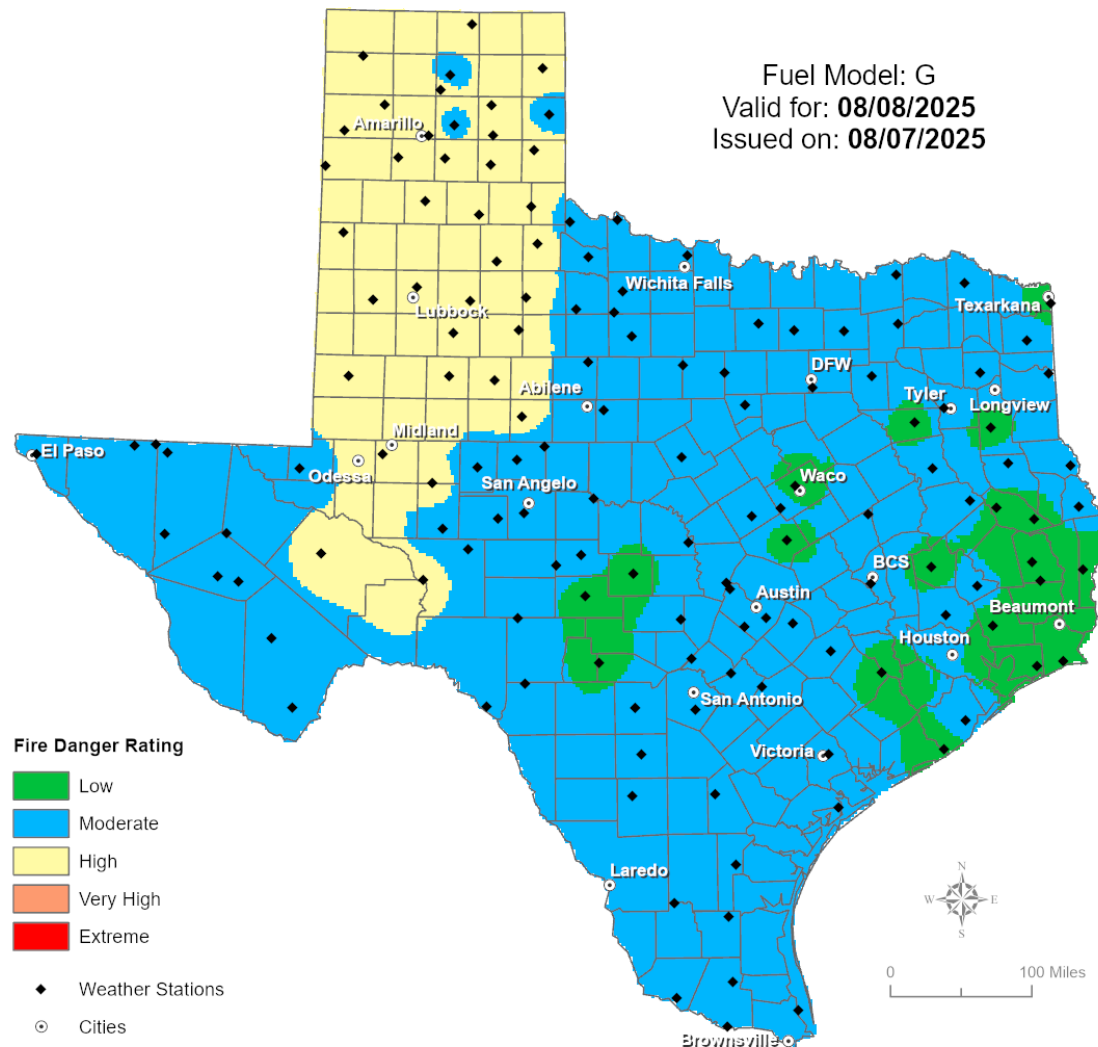 Fuel Model: G
Valid for: 08/08/2025
Issued on: 08/07/2025
Amarillo
Wichita Falls
Lubbock
Texarkana
DFW
Abilene
Tyler
Longview
Midland
El Paso
Odessa
San Angelo
Waco
BCS
Austin
Beaumont
Houston
San Antonio
Victoria
Laredo
Brownsville
Fire Danger Rating
Low
Moderate
High
Very High
Extreme
Weather Stations
Cities
N
W E
S
0 100 Miles